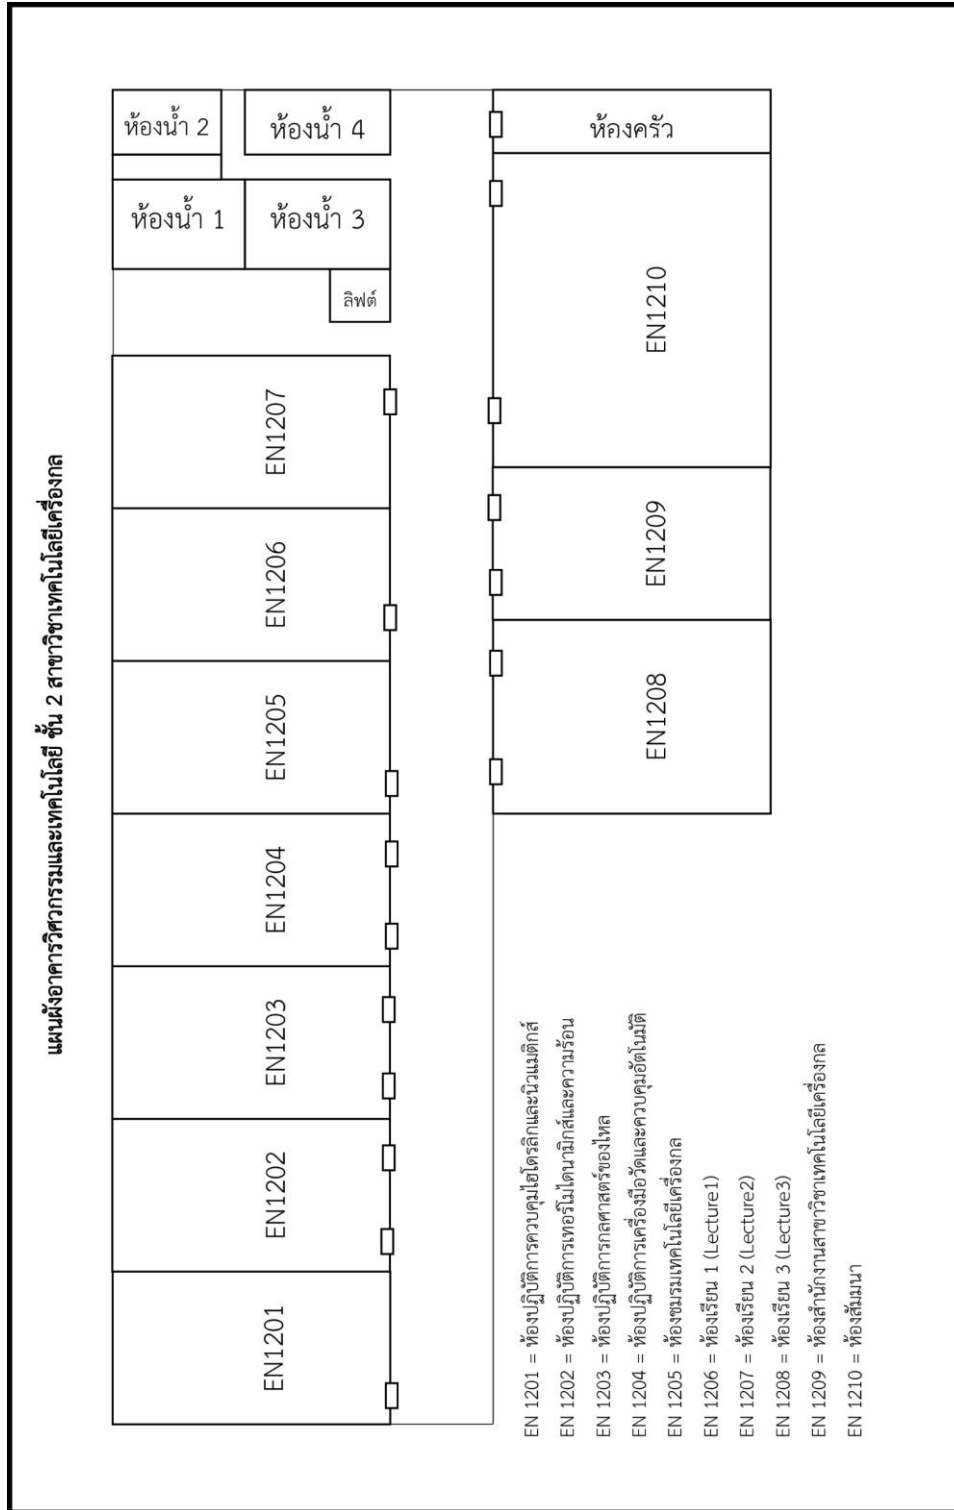 แผนผังอาคารวิศวกรรมและเทคโนโลยี ชั้น 2 สาขาวิชาเทคโนโลยีเครื่องกล
ห้องน้ำ 2
ห้องน้ำ 4
ห้องครัว
ห้องน้ำ 1
ห้องน้ำ 3
ลิฟต์
EN1201
EN1202
EN1203
EN1204
EN1205
EN1206
EN1207
EN1208
EN1209
EN1210
EN 1201 = ห้องปฏิบัติการควบคุมไฮโดรลิกและนิวแมติกส์
EN 1202 = ห้องปฏิบัติการเทอร์โมไดนามิกส์และความร้อน
EN 1203 = ห้องปฏิบัติการกลศาสตร์ของไหล
EN 1204 = ห้องปฏิบัติการเครื่องมือวัดและควบคุมอัตโนมัติ
EN 1205 = ห้องชมรมเทคโนโลยีเครื่องกล
EN 1206 = ห้องเรียน 1 (Lecture1)
EN 1207 = ห้องเรียน 2 (Lecture2)
EN 1208 = ห้องเรียน 3 (Lecture3)
EN 1209 = ห้องสำนักงานสาขาวิชาเทคโนโลยีเครื่องกล
EN 1210 = ห้องสัมมนา